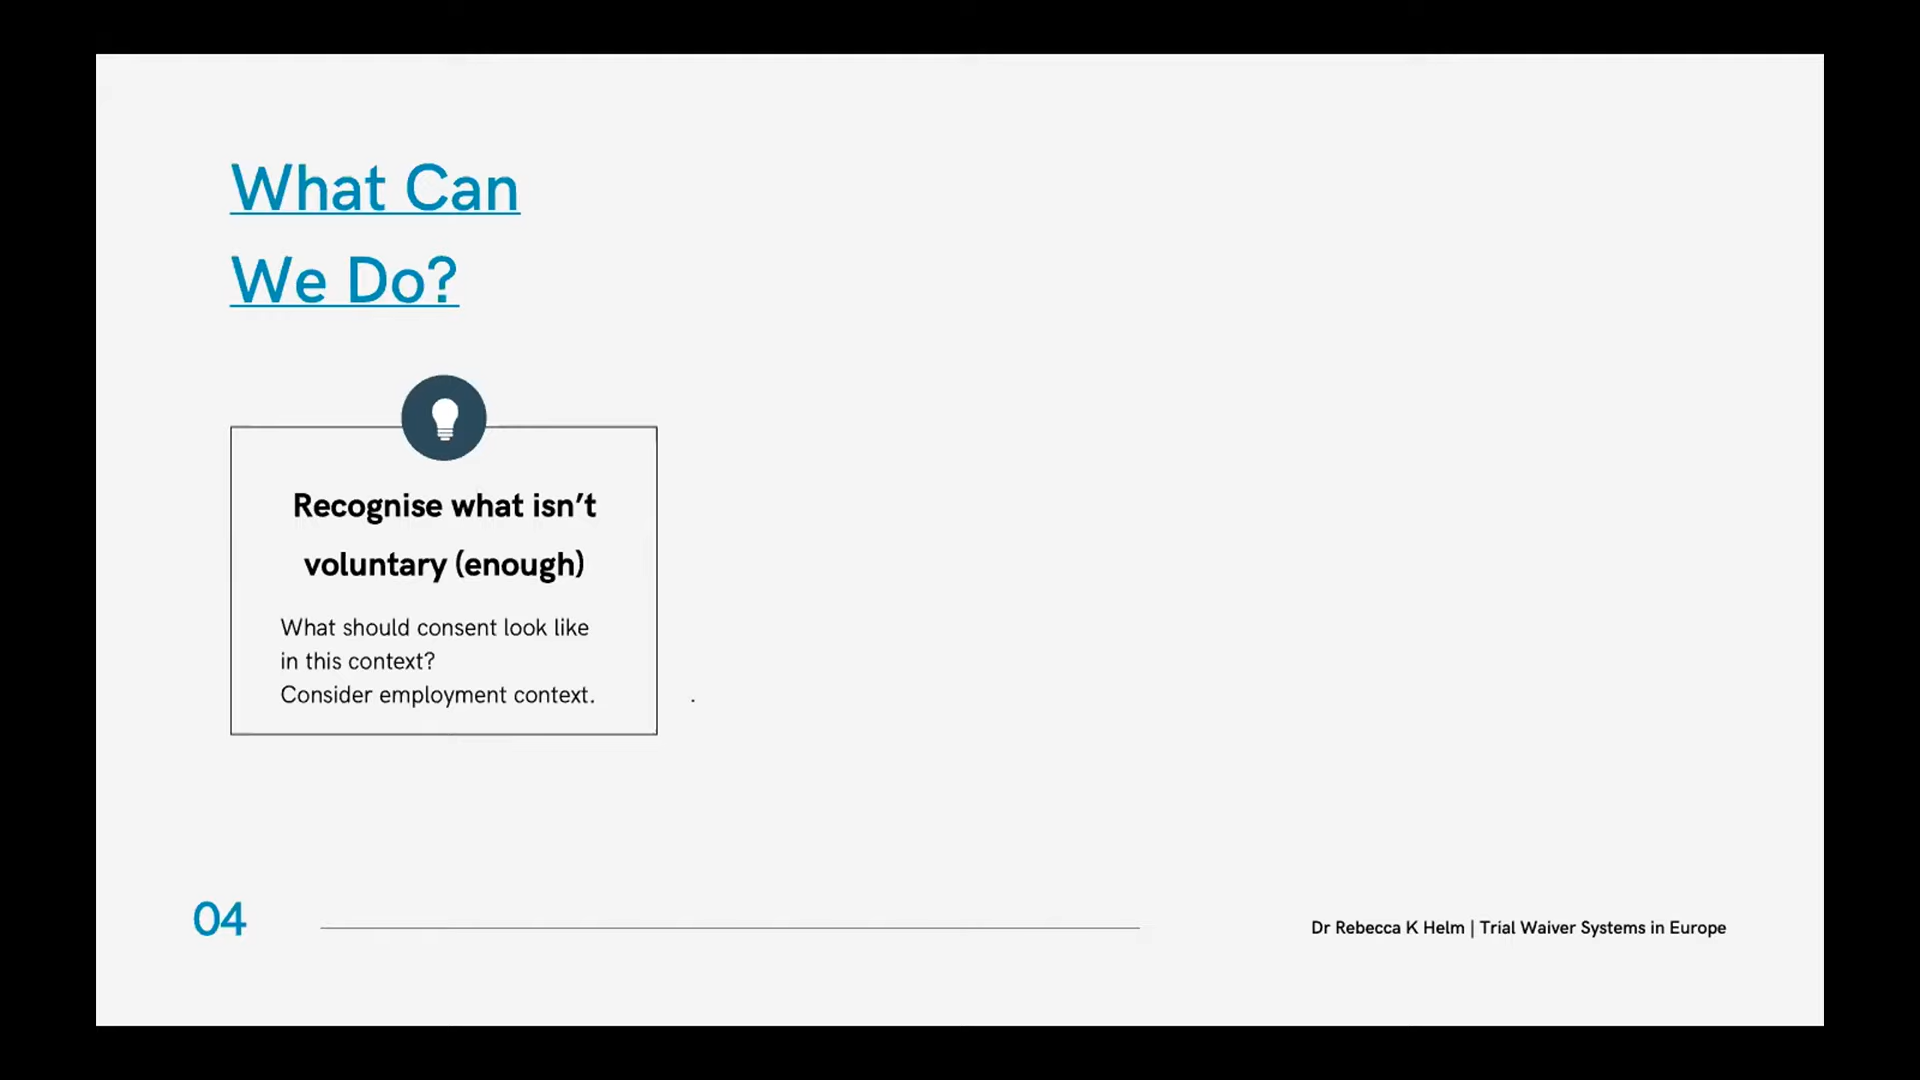 What Can
We Do?
Recognise what isn’t
voluntary (enough)
What should consent look like
in this context?
Consider employment context.
.
04
Dr Rebecca K Helm | Trial Waiver Systems in Europe